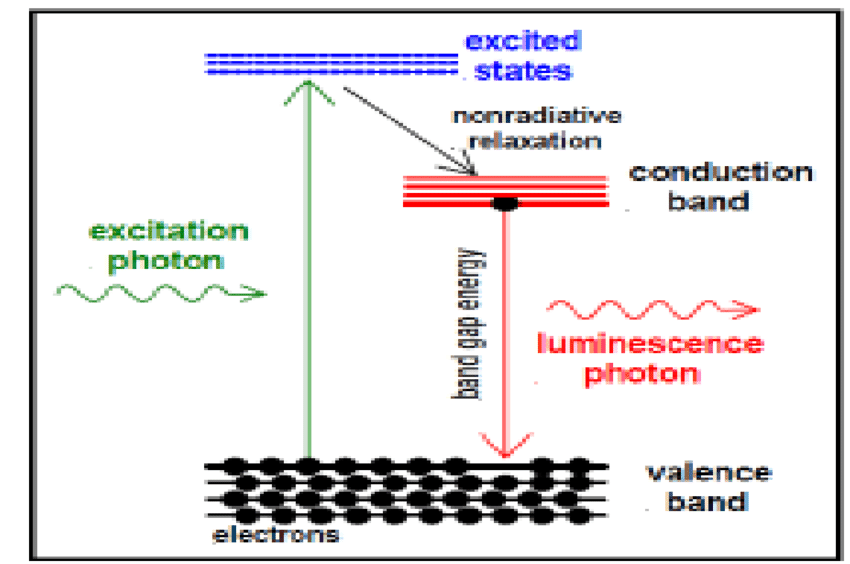 excited
states
nonradiative
relaxation
conduction
band
excitation
photon
band gap energy
luminescence
photon
valence
band
electrons